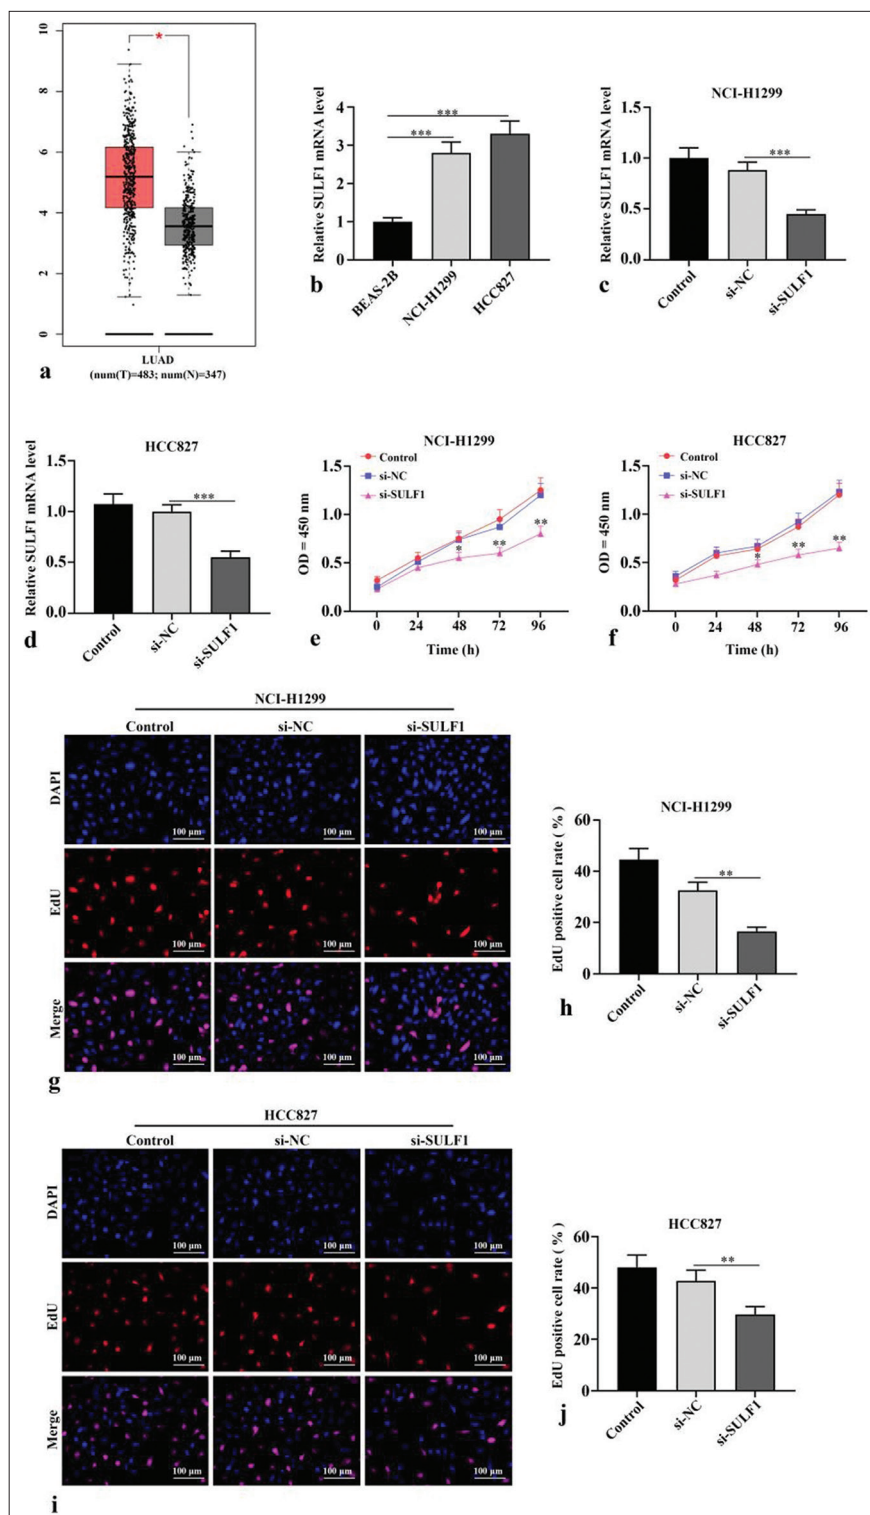 *
10
8
6
4
2
0
LUAD
(num(T)=483; num(N)=347)
a
Relative SULF1 mRNA level
4
3
2
1
0
***
***
BEAS-2B
NCI-H1299
HCC827
b
NCI-H1299
Relative SULF1 mRNA level
1.5
1.0
0.5
0.0
***
Control
si-NC
si-SULF1
c
HCC827
Relative SULF1 mRNA level
1.5
1.0
0.5
0.0
***
Control
si-NC
si-SULF1
d
NCI-H1299
Control
si-NC
si-SULF1
OD = 450 nm
1.5
1.0
0.5
0.0
*
**
**
0 24 48 72 96
Time (h)
e
HCC827
Control
si-NC
si-SULF1
OD = 450 nm
1.5
1.0
0.5
0.0
*
**
**
0 24 48 72 96
Time (h)
f
NCI-H1299
Control si-NC si-SULF1
DAPI
100 μm 100 μm 100 μm
EdU
100 μm 100 μm 100 μm
Merge
100 μm 100 μm 100 μm
g
NCI-H1299
EdU positive cell rate ( % )
60
40
20
0
**
Control
si-NC
si-SULF1
h
HCC827
Control si-NC si-SULF1
DAPI
100 μm 100 μm 100 μm
EdU
100 μm 100 μm 100 μm
Merge
100 μm 100 μm 100 μm
i
HCC827
EdU positive cell rate ( % )
60
40
20
0
**
Control
si-NC
si-SULF1
j